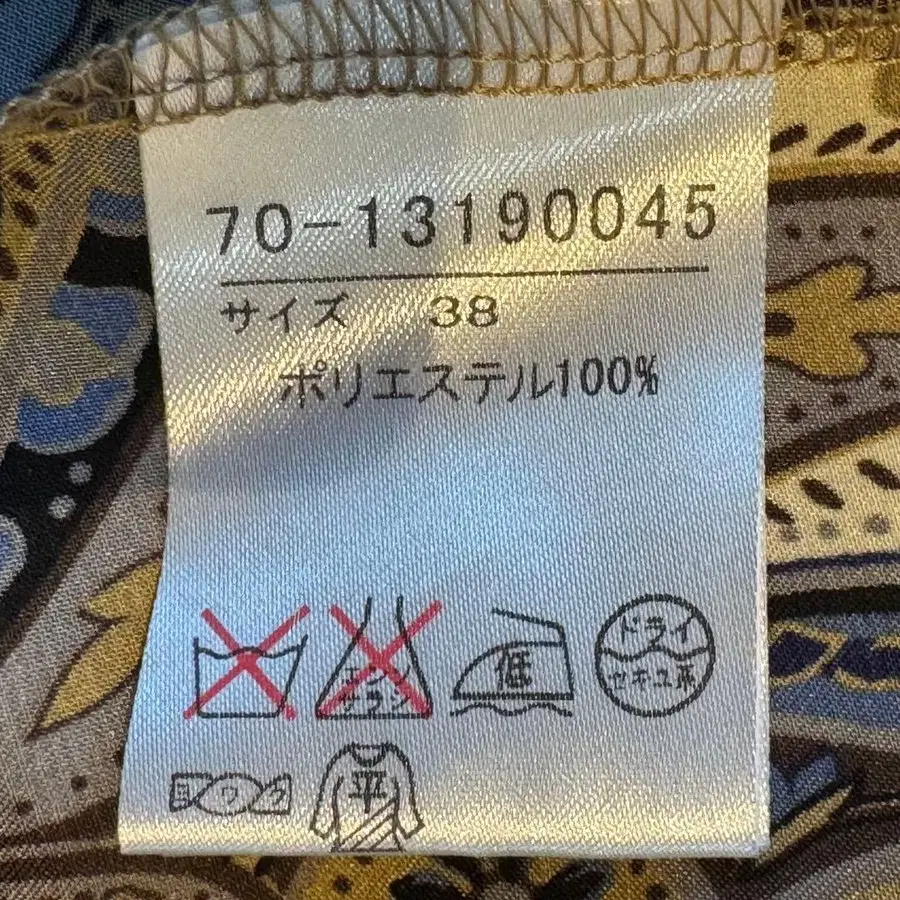 70-13190045
サイズ 38
ポリエステル100%
エンソ サラシ
低
ドライ
セキユ系
ヨワク
平